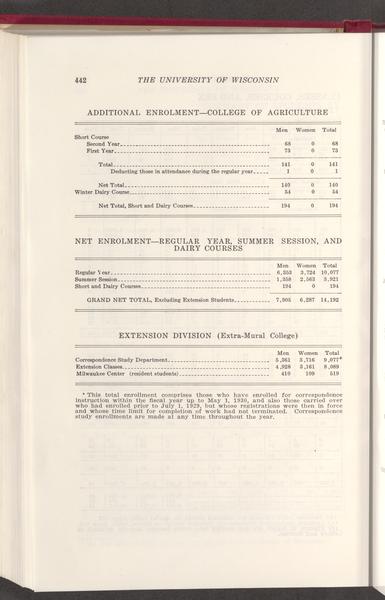 442 THE UNIVERSITY OF WISCONSIN
ADDITIONAL ENROLMENT—COLLEGE OF AGRICULTURE
Men Women Total
Short Course
Second Year 68 0 68
First Year 73 0 73
Total 141 0 141
Deducting those in attendance during the regular year 1 0 1
Net Total 140 0 140
Winter Dairy Course 54 0 54
Net Total, Short and Dairy Courses 194 0 194
NET ENROLMENT—REGULAR YEAR, SUMMER SESSION, AND
DAIRY COURSES
Men Women Total
Regular Year 6,353 3,724 10,077
Summer Session 1,358 2,563 3,921
Short and Dairy Courses 194 0 194
GRAND NET TOTAL, Excluding Extension Students 7,905 6,287 14,192
EXTENSION DIVISION (Extra-Mural College)
Men Women Total
Correspondence Study Department 5,361 3,716 9,077*
Extension Classes 4,928 3,161 8,089
Milwaukee Center (resident students) 410 109 519
* This total enrollment comprises those who have enrolled for correspondence
instruction within the fiscal year up to May 1, 1930, and also those carried over
who had enrolled prior to July 1, 1929, but whose registrations were then in force
and whose time limit for completion of work had not terminated. Correspondence
study enrollments are made at any time throughout the year.